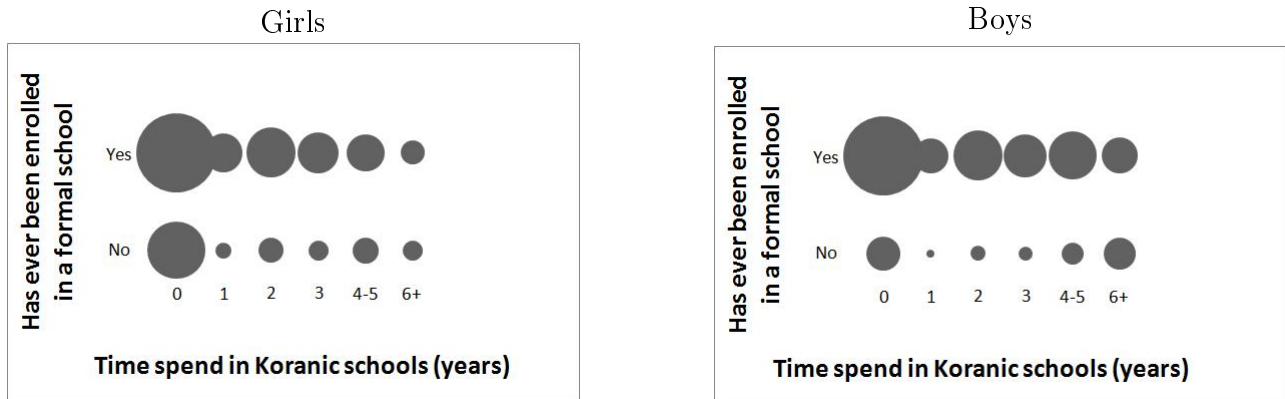 Girls
Has ever been enrolled
in a formal school
Yes
No
0 1 2 3 4-5 6+
Time spend in Koranic schools (years)
Boys
Has ever been enrolled
in a formal school
Yes
No
0 1 2 3 4-5 6+
Time spend in Koranic schools (years)